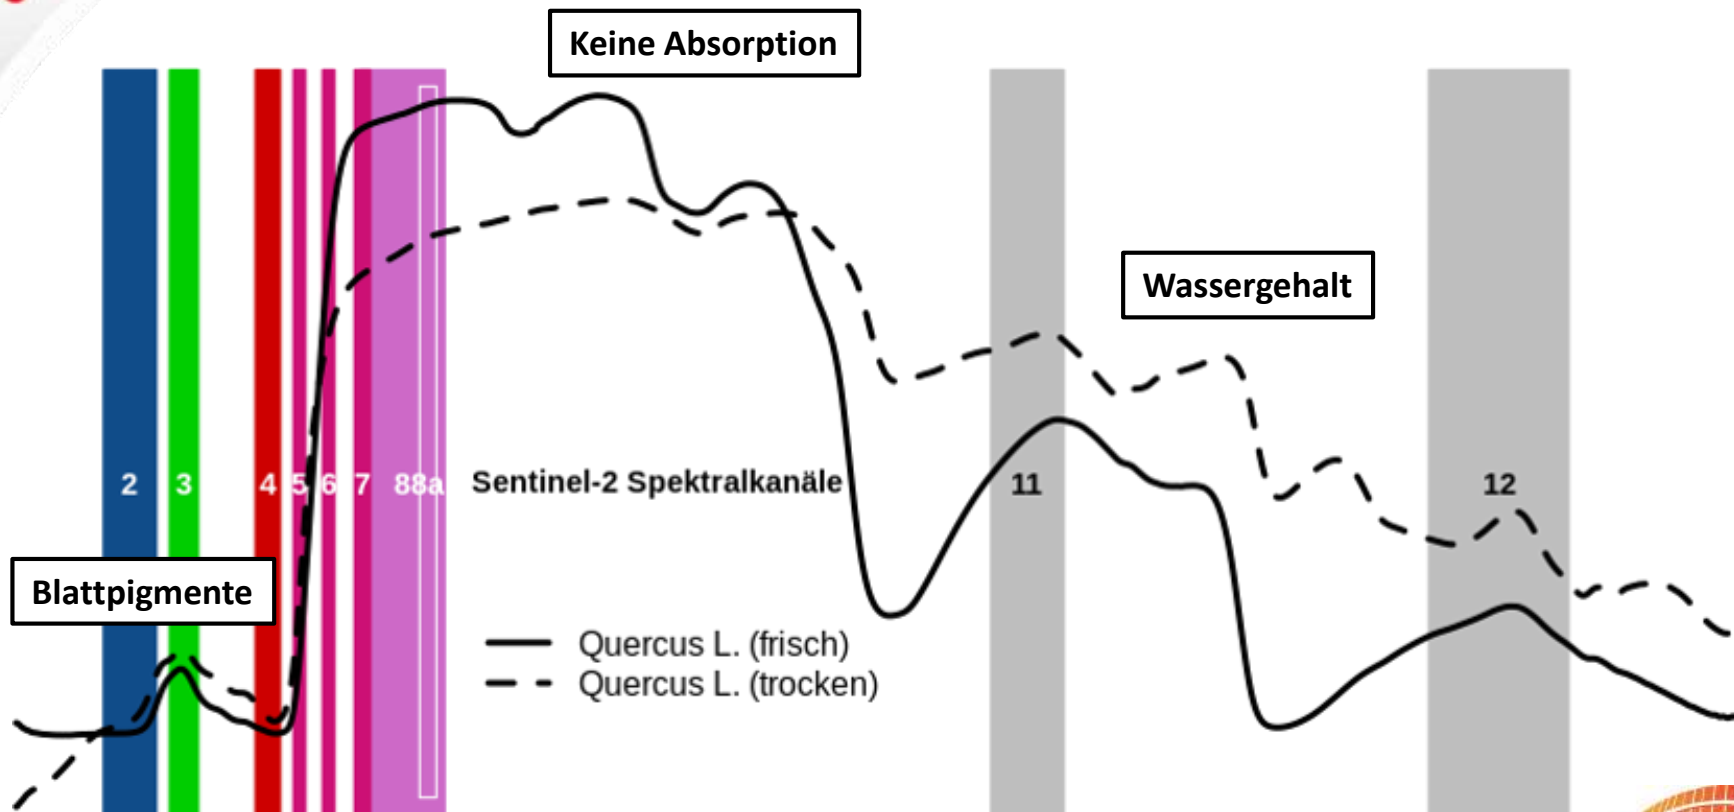 Keine Absorption
Wassergehalt
2 3 4 5 6 7 88a Sentinel-2 Spektralkanäle 11 12
Blattpigmente
Quercus L. (frisch)
Quercus L. (trocken)